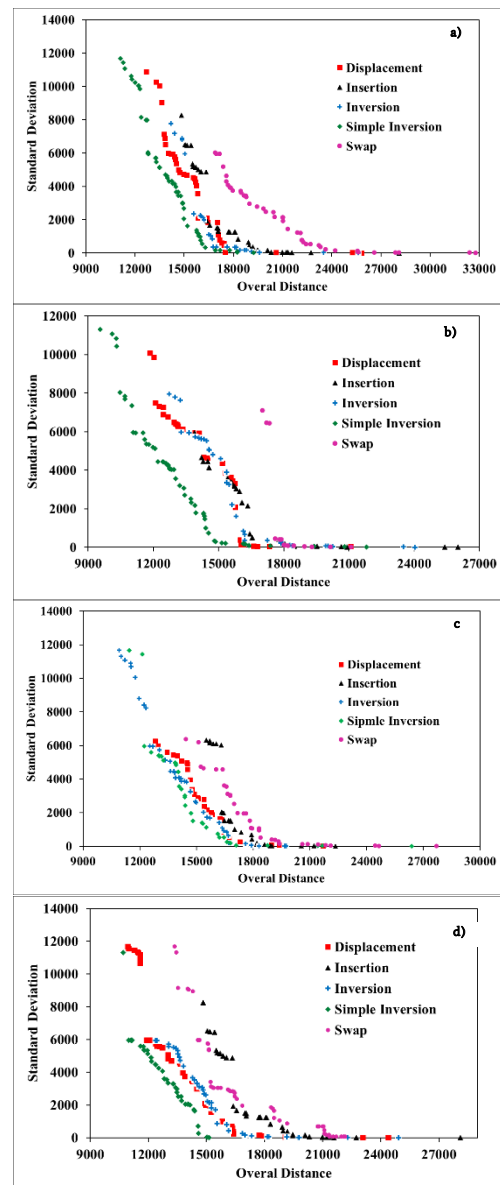 14000
12000
10000
8000
6000
4000
2000
0
Standard Deviation
a)
Displacement
Insertion
Inversion
Simple Inversion
Swap
9000 12000 15000 18000 21000 24000 27000 30000 33000
Overal Distance
12000
10000
8000
6000
4000
2000
0
Standard Deviation
b)
Displacement
Insertion
Inversion
Simple Inversion
Swap
9000 12000 15000 18000 21000 24000 27000
Overal Distance
14000
12000
10000
8000
6000
4000
2000
0
Standard Deviation
c
Displacement
Insertion
Inversion
Sipmlc Invcrsion
Swap
9000 12000 15000 18000 21000 24000 27000 30000
Overal Distance
14000
12000
10000
8000
6000
4000
2000
0
Standard Deviation
d)
Displacement
Insertion
Inversion
Simple Inversion
Swap
9000 12000 15000 18000 21000 24000 27000
Overal Distance